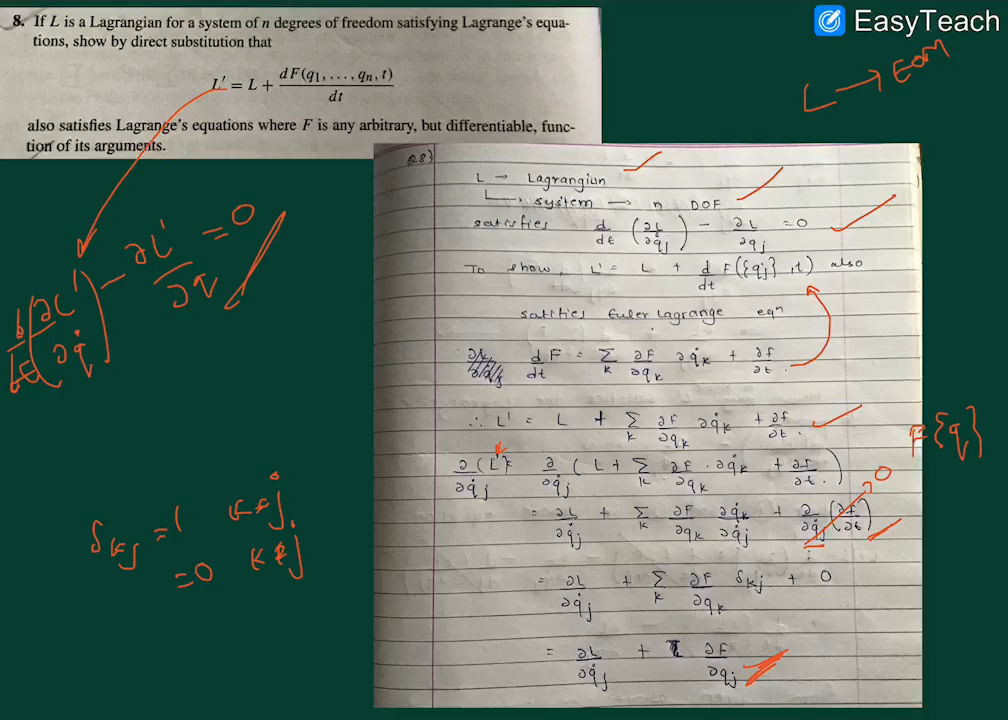 EasyTeach
8. If L is a Lagrangian for a system of n degrees of freedom satisfying Lagrange's equa-
tions, show by direct substitution that
L' = L + dF(q1, . . . , qn, t)/dt
also satisfies Lagrange's equations where F is any arbitrary, but differentiable, func-
tion of its arguments.
L → EOM
Q8)
L → Lagrangian
↳ system → n DOF
satisfies d/dt (∂L/∂q̇j) − ∂L/∂qj = 0
To show, L' = L + d/dt F({qj}, t) also
satisfies Euler Lagrange eqn
dF/dt = Σk ∂F/∂qk ∂q̇k + ∂f/∂t.
∴ L' = L + Σk ∂F/∂qk ∂q̇k + ∂f/∂t.
∂(L')/∂q̇j = ∂/∂q̇j (L + Σk ∂F/∂qk · ∂q̇k + ∂f/∂t.)
= ∂L/∂q̇j + Σk ∂F/∂qk ∂q̇k/∂q̇j + ∂/∂q̇j (∂f/∂t)
= ∂L/∂q̇j + Σk ∂F/∂qk δkj + 0
= ∂L/∂q̇j + ∂F/∂qj
d/dt (∂L'/∂q̇) − ∂L'/∂q = 0
δkj = 1 k=j.
= 0 k≠j
F{q}
0